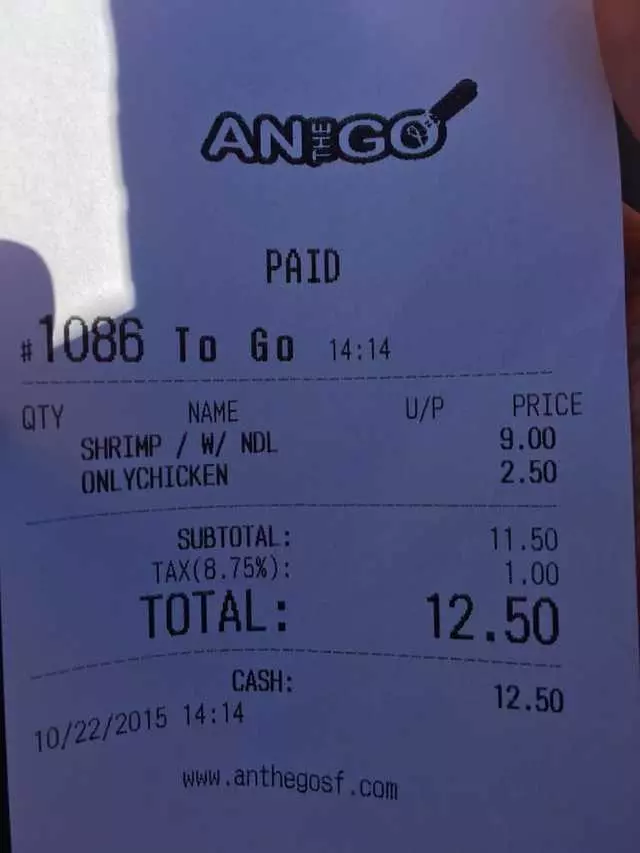 AN THE GO
PAID
#1086 To Go 14:14
QTY NAME U/P PRICE
SHRIMP / W/ NDL 9.00
ONLYCHICKEN 2.50
SUBTOTAL: 11.50
TAX(8.75%): 1.00
TOTAL: 12.50
CASH: 12.50
10/22/2015 14:14
www.anthegosf.com